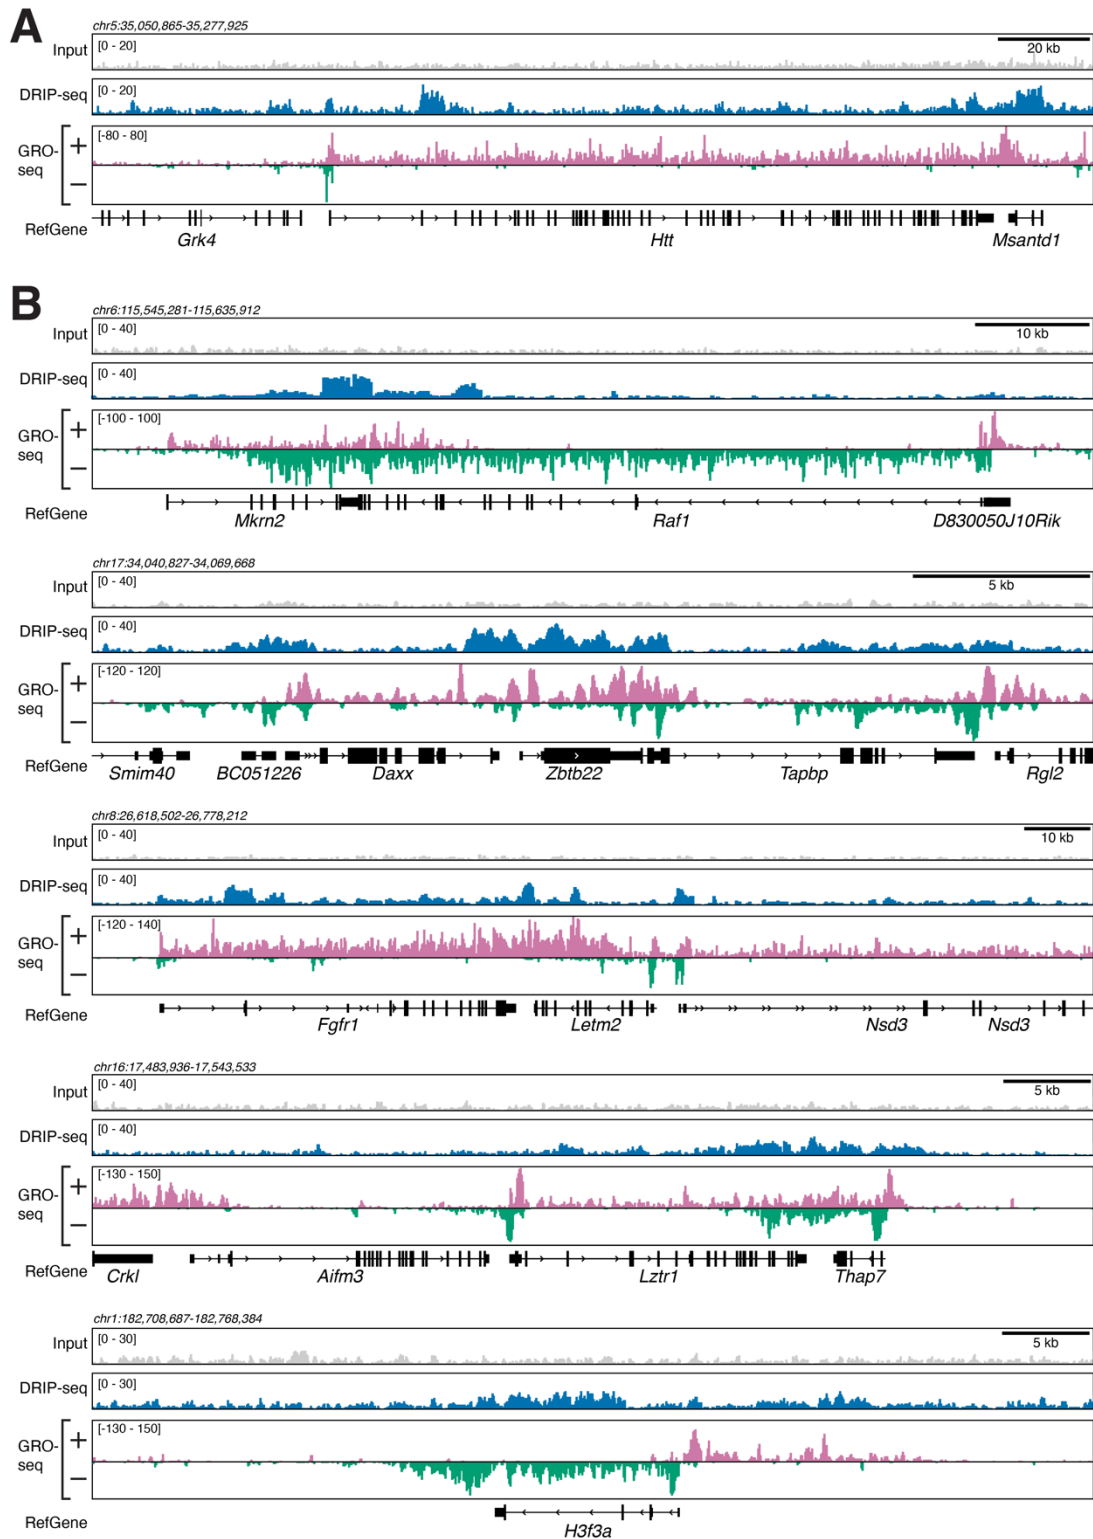 A
chr5:35,050,865-35,277,925
Input [0 - 20] 20 kb
DRIP-seq [0 - 20]
GRO-seq + − [-80 - 80]
RefGene Grk4 Htt Msantd1
B
chr6:115,545,281-115,635,912
Input [0 - 40] 10 kb
DRIP-seq [0 - 40]
GRO-seq + − [-100 - 100]
RefGene Mkrn2 Raf1 D830050J10Rik
chr17:34,040,827-34,069,668
Input [0 - 40] 5 kb
DRIP-seq [0 - 40]
GRO-seq + − [-120 - 120]
RefGene Smim40 BC051226 Daxx Zbtb22 Tapbp Rgl2
chr8:26,618,502-26,778,212
Input [0 - 40] 10 kb
DRIP-seq [0 - 40]
GRO-seq + − [-120 - 140]
RefGene Fgfr1 Letm2 Nsd3 Nsd3
chr16:17,483,936-17,543,533
Input [0 - 40] 5 kb
DRIP-seq [0 - 40]
GRO-seq + − [-130 - 150]
RefGene Crkl Aifm3 Lztr1 Thap7
chr1:182,708,687-182,768,384
Input [0 - 30] 5 kb
DRIP-seq [0 - 30]
GRO-seq + − [-130 - 150]
RefGene H3f3a